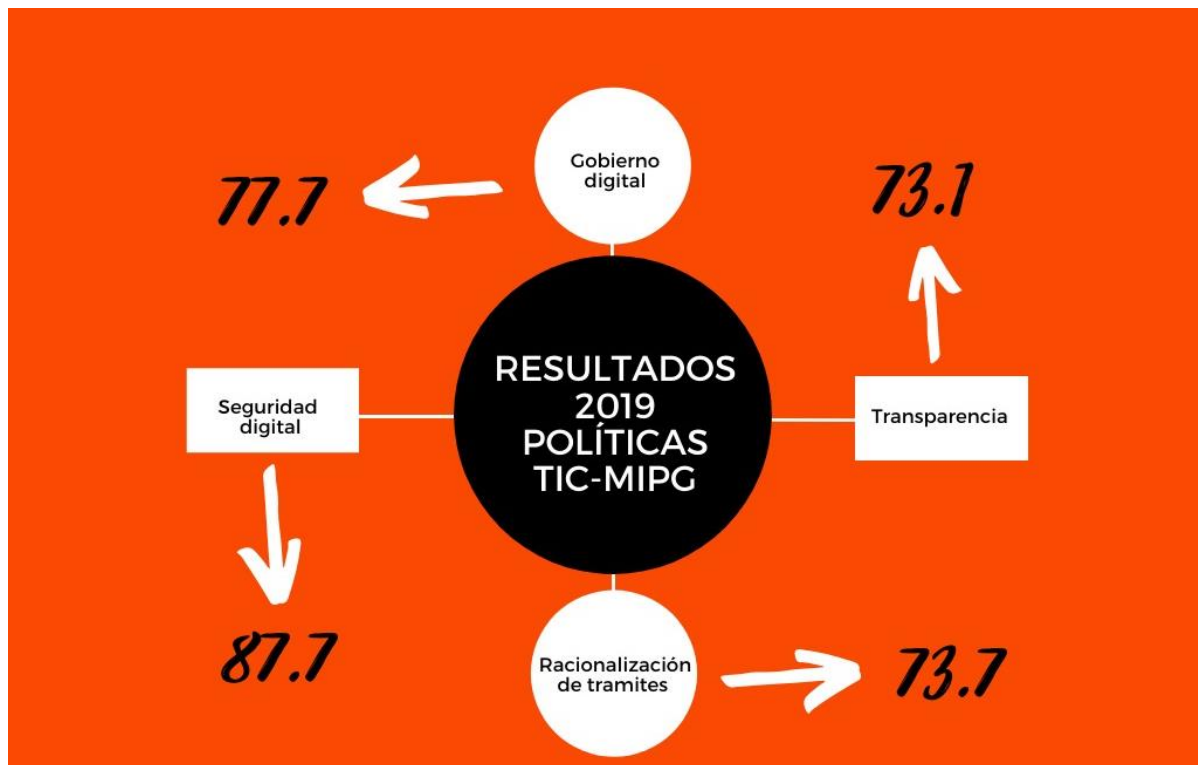 Gobierno
digital
77.7
73.1
RESULTADOS
2019
POLÍTICAS
TIC-MIPG
Seguridad
digital
Transparencia
87.7
Racionalización
de tramites
73.7